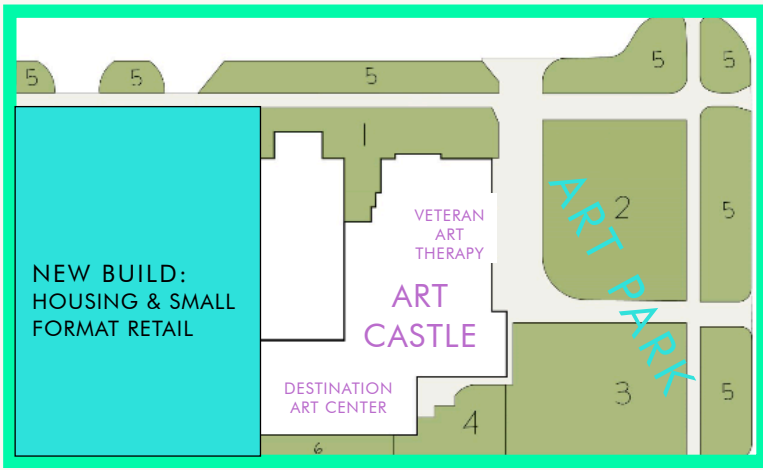 5
5
5
5
5
1
VETERAN
ART
THERAPY
2
5
ART PARK
NEW BUILD:
HOUSING & SMALL
FORMAT RETAIL
ART
CASTLE
DESTINATION
ART CENTER
3
5
4
6